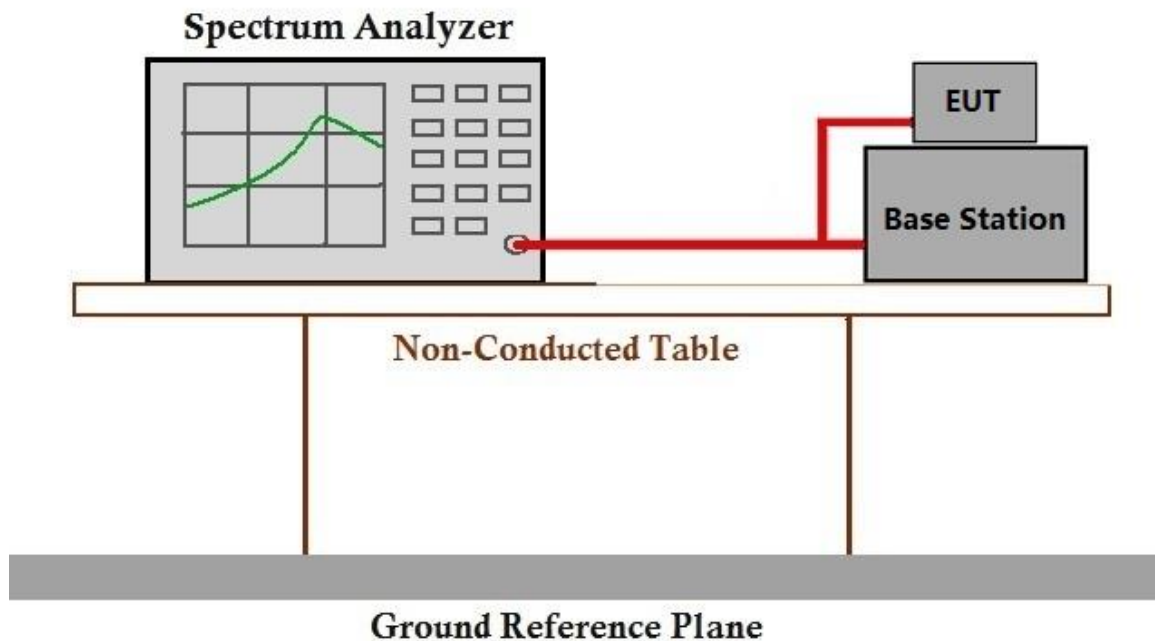 Spectrum Analyzer
EUT
Base Station
Non-Conducted Table
Ground Reference Plane